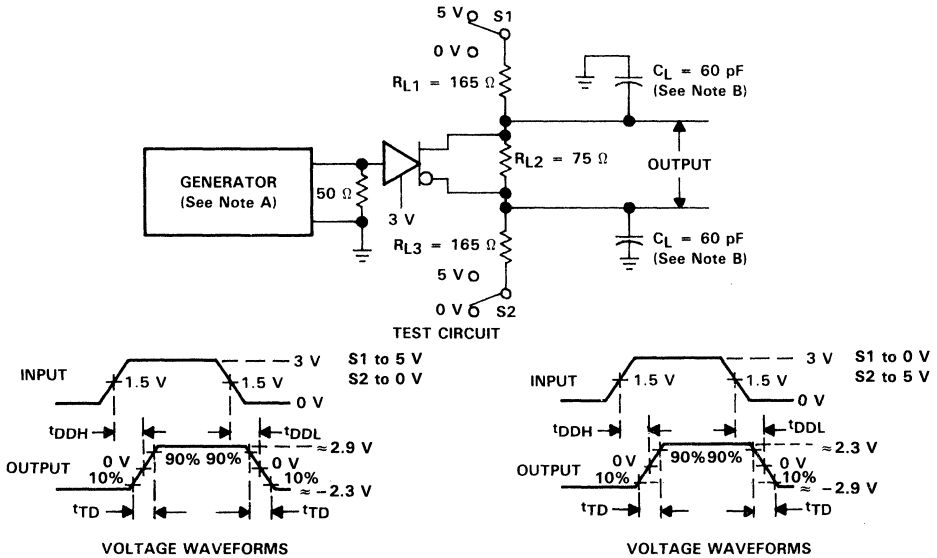 5 V
S1
0 V
RL1 = 165 Ω
CL = 60 pF
(See Note B)
GENERATOR
(See Note A)
50 Ω
3 V
RL2 = 75 Ω
OUTPUT
RL3 = 165 Ω
CL = 60 pF
(See Note B)
5 V
0 V
S2
TEST CIRCUIT
INPUT
3 V
1.5 V
1.5 V
0 V
S1 to 5 V
S2 to 0 V
tDDH
tDDL
OUTPUT
≈2.9 V
0 V
90% 90%
0 V
10%
10%
≈ −2.3 V
tTD
tTD
VOLTAGE WAVEFORMS
INPUT
3 V
1.5 V
1.5 V
0 V
S1 to 0 V
S2 to 5 V
tDDH
tDDL
OUTPUT
≈2.3 V
0 V
90% 90%
0 V
10%
10%
≈ −2.9 V
tTD
tTD
VOLTAGE WAVEFORMS